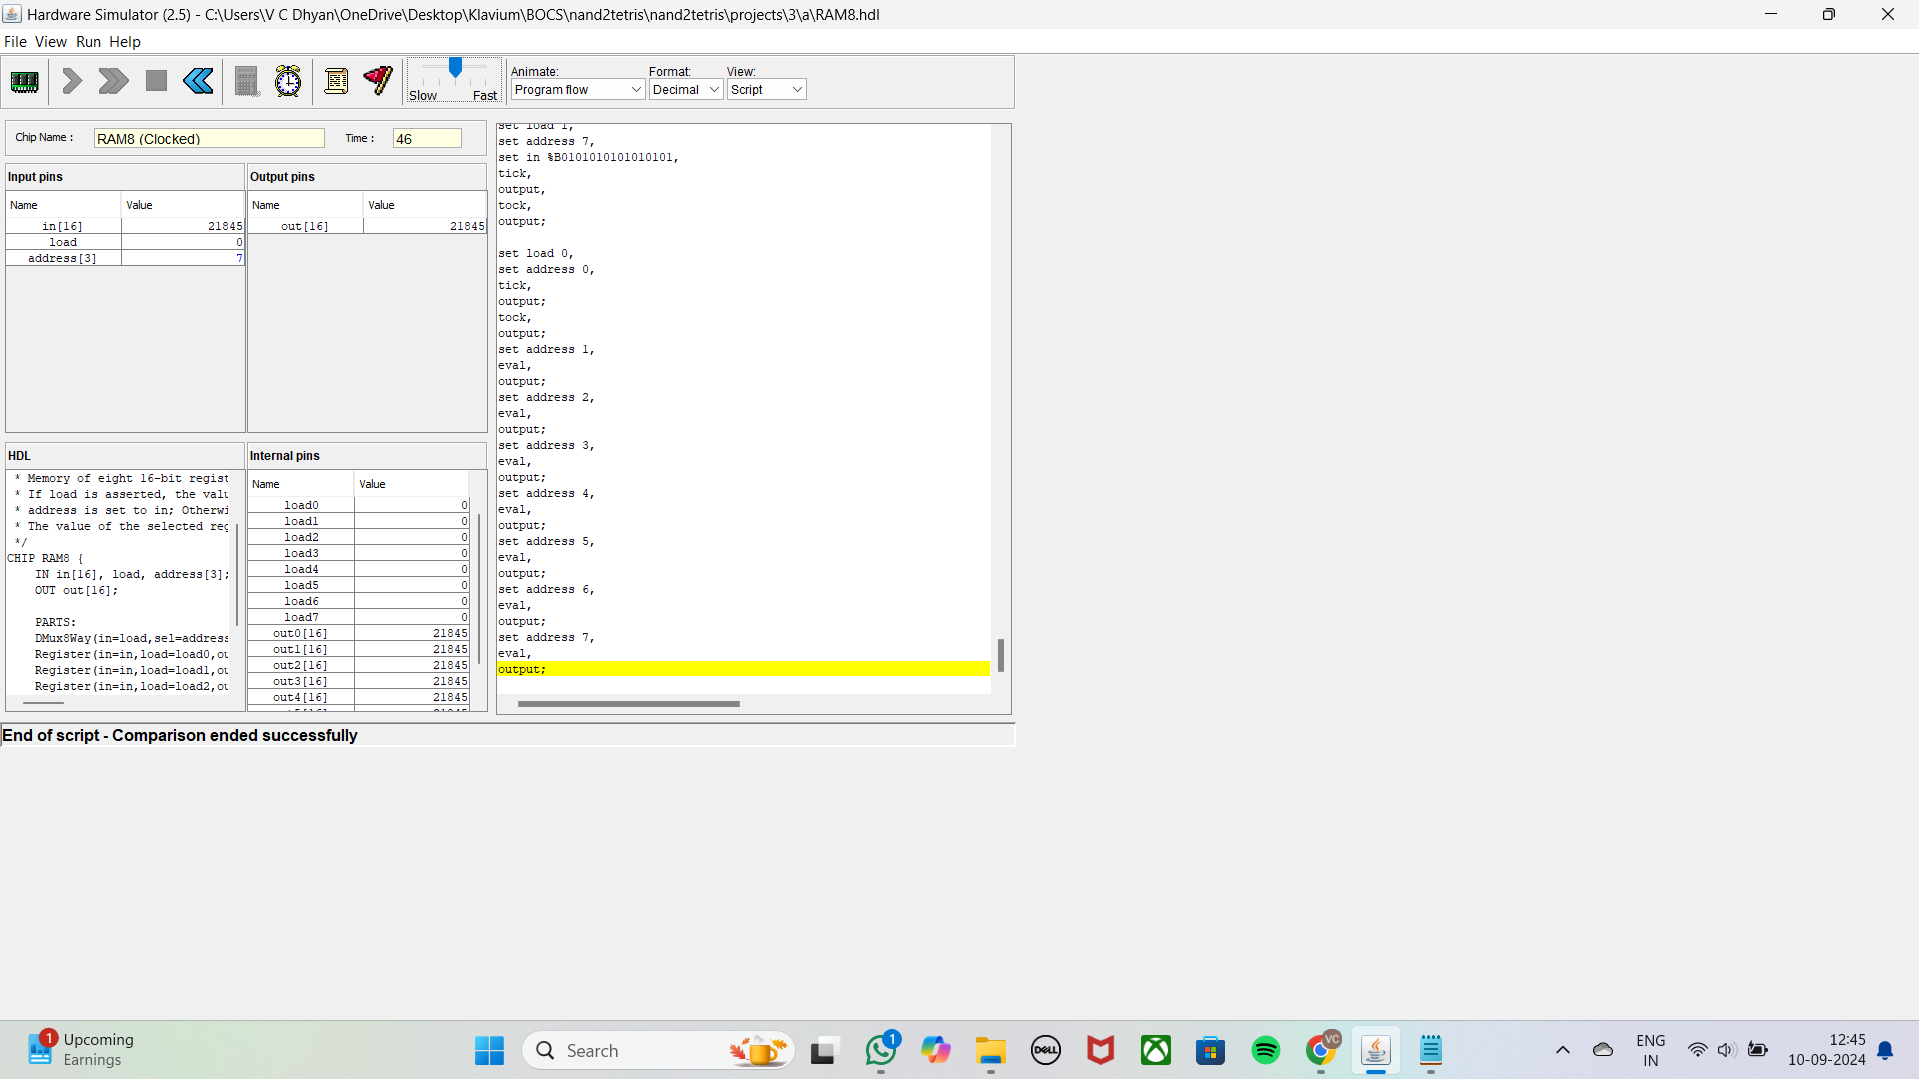 Hardware Simulator (2.5) - C:\Users\V C Dhyan\OneDrive\Desktop\Klavium\BOCS\nand2tetris\nand2tetris\projects\3\a\RAM8.hdl
File View Run Help
Slow Fast
Animate: Format: View:
Program flow Decimal Script
Chip Name : RAM8 (Clocked) Time : 46
Input pins
Name Value
in[16] 21845
load 0
address[3] 7
Output pins
Name Value
out[16] 21845
HDL
* Memory of eight 16-bit regist
* If load is asserted, the valu
* address is set to in; Otherwi
* The value of the selected reg
*/
CHIP RAM8 {
IN in[16], load, address[3];
OUT out[16];
PARTS:
DMux8Way(in=load,sel=address
Register(in=in,load=load0,ou
Register(in=in,load=load1,ou
Register(in=in,load=load2,ou
Internal pins
Name Value
load0 0
load1 0
load2 0
load3 0
load4 0
load5 0
load6 0
load7 0
out0[16] 21845
out1[16] 21845
out2[16] 21845
out3[16] 21845
out4[16] 21845
set load 1,
set address 7,
set in %B0101010101010101,
tick,
output,
tock,
output;
set load 0,
set address 0,
tick,
output;
tock,
output;
set address 1,
eval,
output;
set address 2,
eval,
output;
set address 3,
eval,
output;
set address 4,
eval,
output;
set address 5,
eval,
output;
set address 6,
eval,
output;
set address 7,
eval,
output;
End of script - Comparison ended successfully
1
Upcoming
Earnings
Search
1
DELL
VC
ENG
IN
12:45
10-09-2024